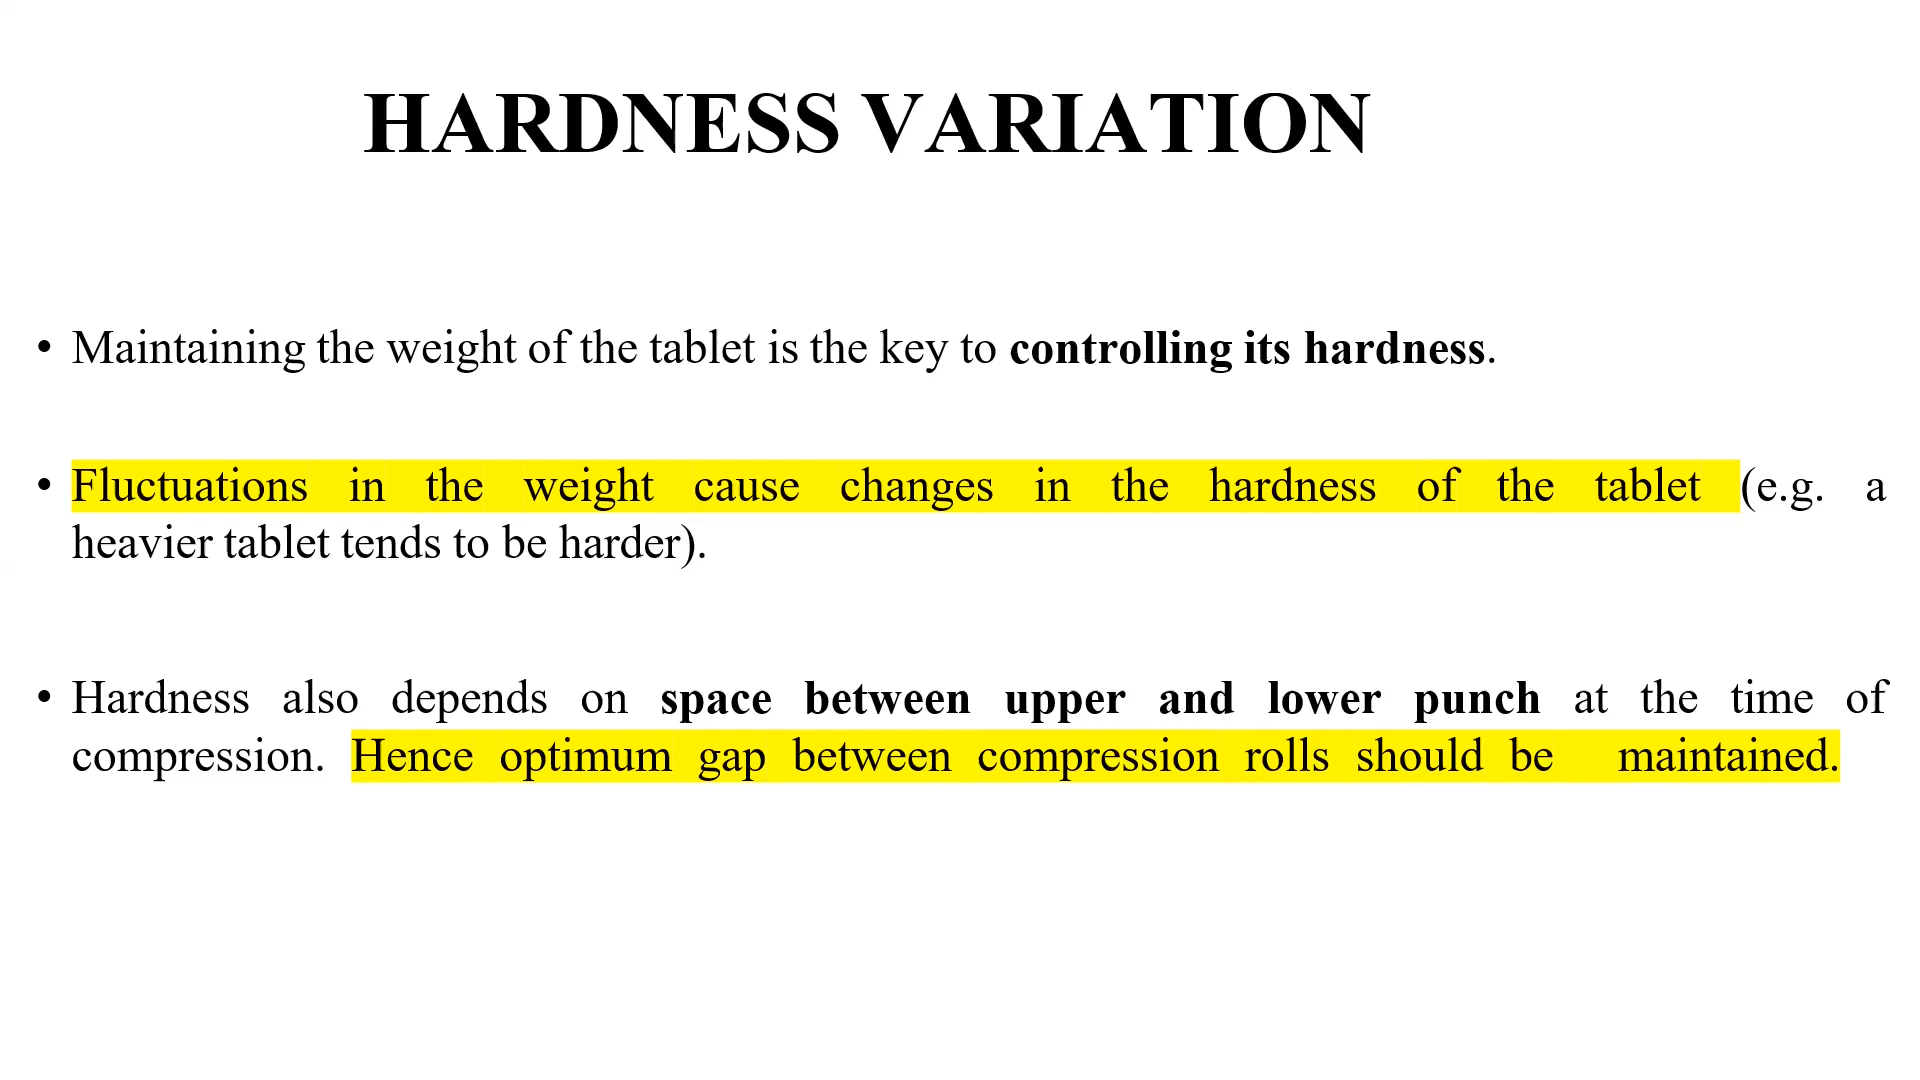 HARDNESS VARIATION
• Maintaining the weight of the tablet is the key to controlling its hardness.
• Fluctuations in the weight cause changes in the hardness of the tablet (e.g. a
heavier tablet tends to be harder).
• Hardness also depends on space between upper and lower punch at the time of
compression. Hence optimum gap between compression rolls should be maintained.